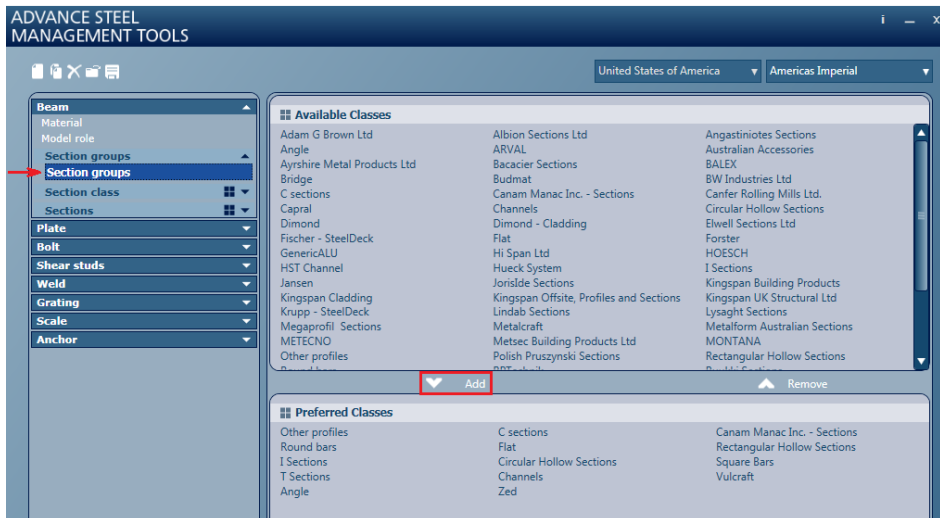 ADVANCE STEEL
MANAGEMENT TOOLS
i
United States of America
Americas Imperial
Beam
Material
Model role
Section groups
Section groups
Section class
Sections
Plate
Bolt
Shear studs
Weld
Grating
Scale
Anchor
Available Classes
Adam G Brown Ltd Albion Sections Ltd Angastiniotes Sections
Angle ARVAL Australian Accessories
Ayrshire Metal Products Ltd Bacacier Sections BALEX
Bridge Budmat BW Industries Ltd
C sections Canam Manac Inc. - Sections Canfer Rolling Mills Ltd.
Capral Channels Circular Hollow Sections
Dimond Dimond - Cladding Elwell Sections Ltd
Fischer - SteelDeck Flat Forster
GenericALU Hi Span Ltd HOESCH
HST Channel Hueck System I Sections
Jansen JorisIde Sections Kingspan Building Products
Kingspan Cladding Kingspan Offsite, Profiles and Sections Kingspan UK Structural Ltd
Krupp - SteelDeck Lindab Sections Lysaght Sections
Megaprofil Sections Metalcraft Metalform Australian Sections
METECNO Metsec Building Products Ltd MONTANA
Other profiles Polish Pruszynski Sections Rectangular Hollow Sections
Add Remove
Preferred Classes
Other profiles C sections Canam Manac Inc. - Sections
Round bars Flat Rectangular Hollow Sections
I Sections Circular Hollow Sections Square Bars
T Sections Channels Vulcraft
Angle Zed